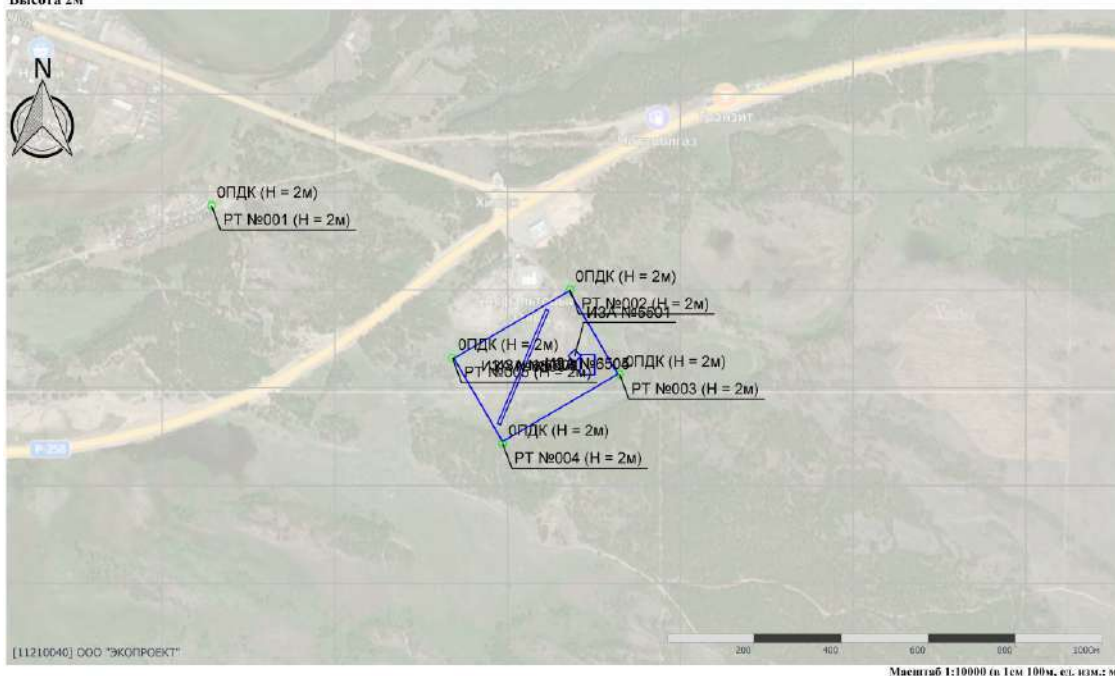 Высота 2м
N
0ПДК (Н = 2м)
РТ №001 (Н = 2м)
0ПДК (Н = 2м)
РТ №002 (Н = 2м)
ИЗА №6501
0ПДК (Н = 2м)
0ПДК (Н = 2м)
РТ №003 (Н = 2м)
0ПДК (Н = 2м)
РТ №004 (Н = 2м)
Р-258
[11210040] ООО "ЭКОПРОЕКТ"
200 400 600 800 1000м
Масштаб 1:10000 (в 1см 100м, ед. изм.: м